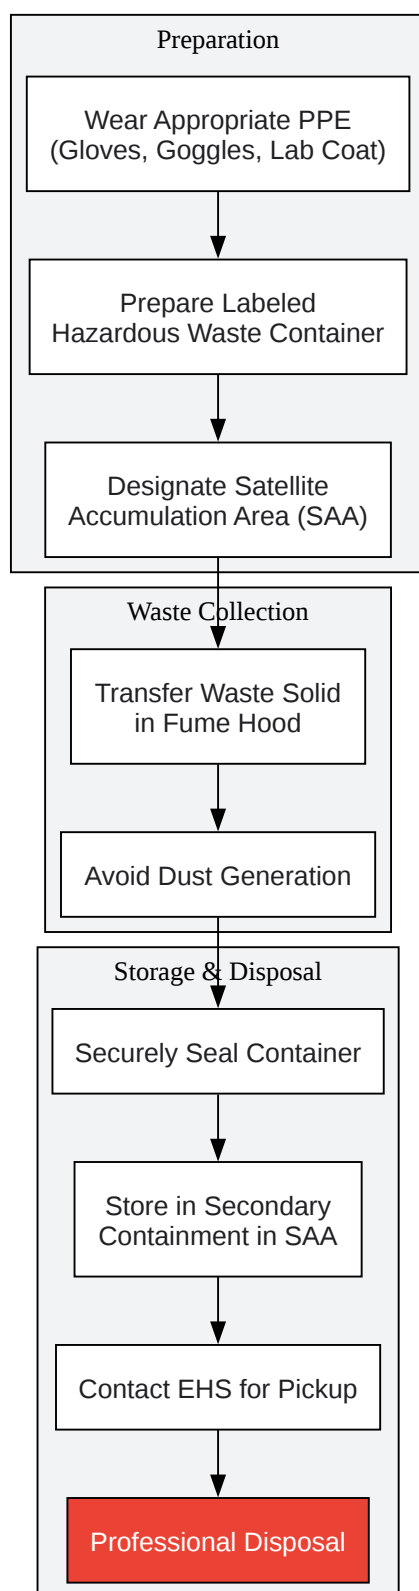 Preparation
Wear Appropriate PPE
(Gloves, Goggles, Lab Coat)
Prepare Labeled
Hazardous Waste Container
Designate Satellite
Accumulation Area (SAA)
Waste Collection
Transfer Waste Solid
in Fume Hood
Avoid Dust Generation
Storage & Disposal
Securely Seal Container
Store in Secondary
Containment in SAA
Contact EHS for Pickup
Professional Disposal